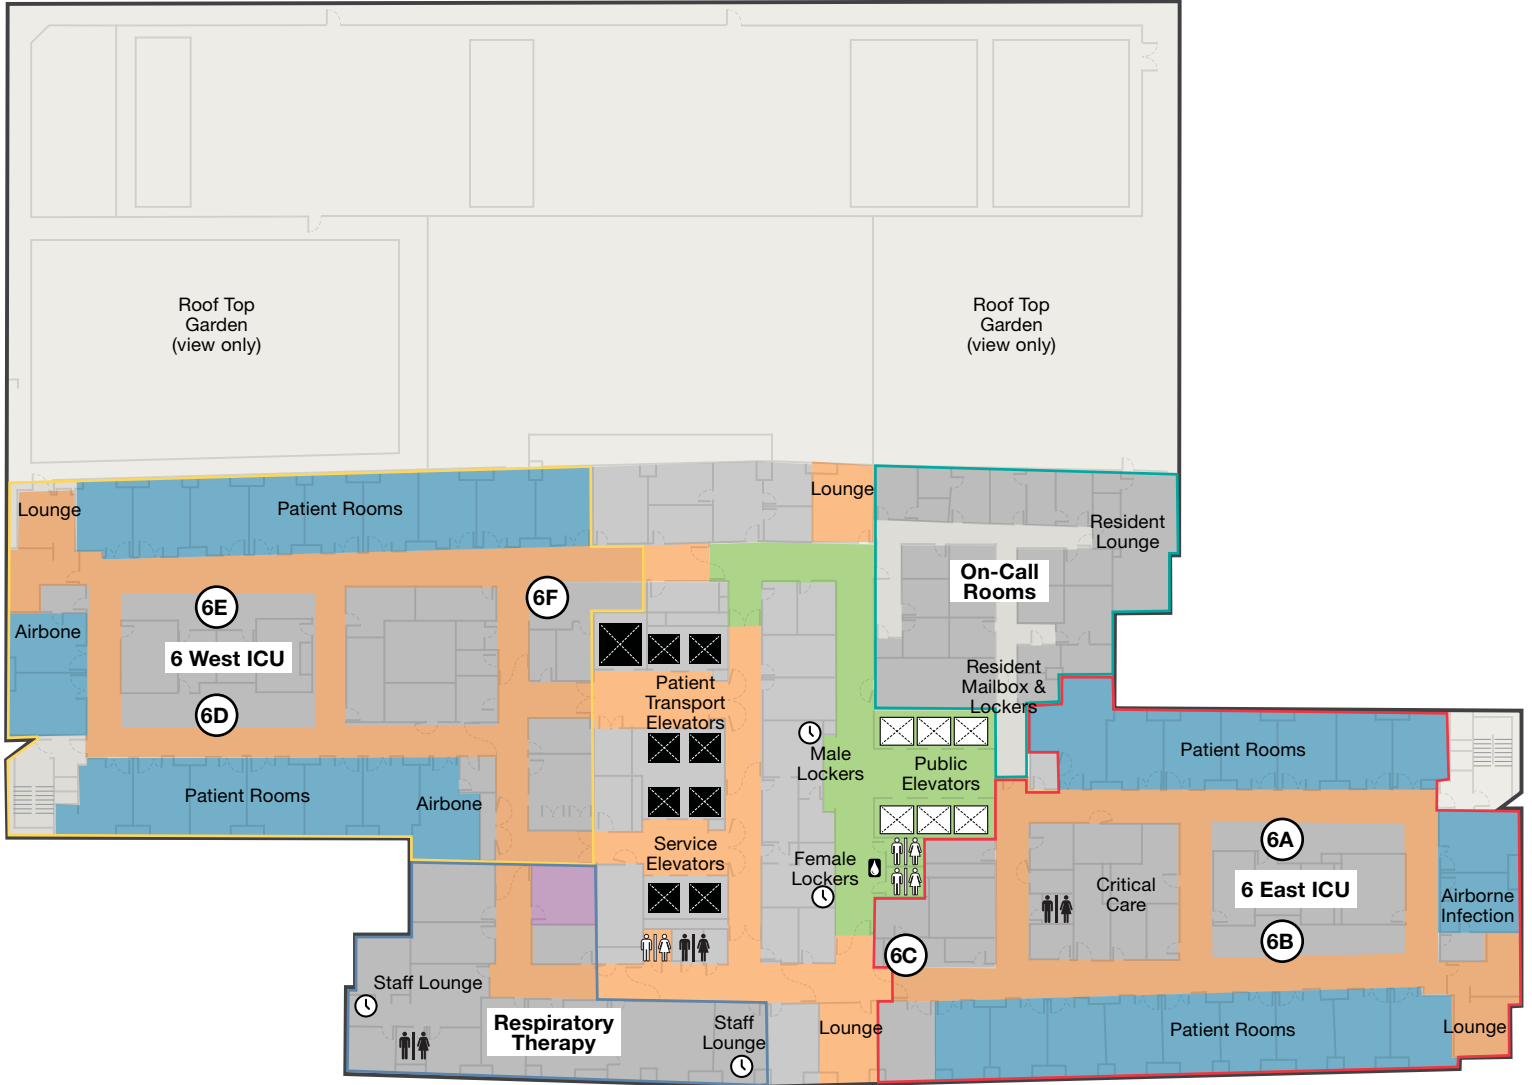 Roof Top
Garden
(view only)
Roof Top
Garden
(view only)
Lounge
Patient Rooms
Lounge
Resident
Lounge
On-Call
Rooms
6E
6F
Airbone
6 West ICU
6D
Patient
Transport
Elevators
Resident
Mailbox &
Lockers
Male
Lockers
Public
Elevators
Patient Rooms
Patient Rooms
Airbone
Service
Elevators
Female
Lockers
6A
Critical
Care
6 East ICU
Airborne
Infection
6B
6C
Staff Lounge
Respiratory
Therapy
Staff
Lounge
Lounge
Patient Rooms
Lounge